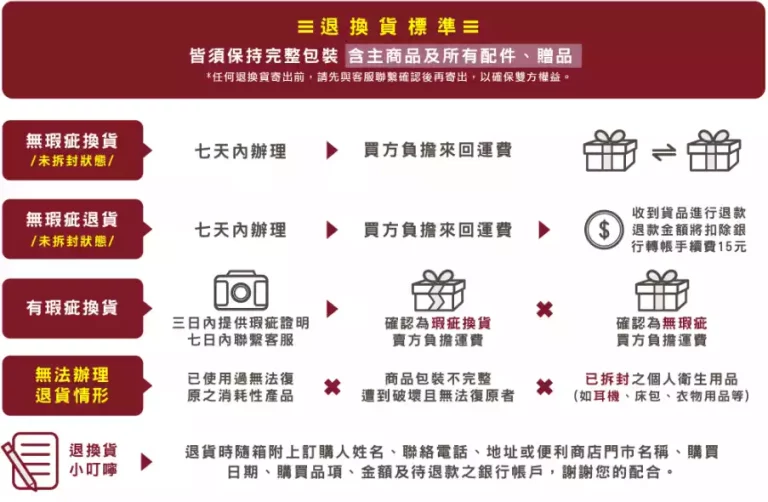 三退換貨標準三
皆須保持完整包裝 含主商品及所有配件、贈品
*任何退換貨寄出前，請先與客服聯繫確認後再寄出，以確保雙方權益。
無瑕疵換貨
/未拆封狀態/
七天內辦理
買方負擔來回運費
無瑕疵退貨
/未拆封狀態/
七天內辦理
買方負擔來回運費
$
收到貨品進行退款
退款金額將扣除銀
行轉帳手續費15元
有瑕疵換貨
三日內提供瑕疵證明
七日內聯繫客服
確認為瑕疵換貨
賣方負擔運費
確認為無瑕疵
買方負擔運費
無法辦理
退貨情形
已使用過無法復
原之消耗性產品
商品包裝不完整
遭到破壞且無法復原者
已拆封之個人衛生用品
(如耳機、床包、衣物用品等)
退換貨
小叮嚀
退貨時隨箱附上訂購人姓名、聯絡電話、地址或便利商店門市名稱、購買
日期、購買品項、金額及待退款之銀行帳戶，謝謝您的配合。